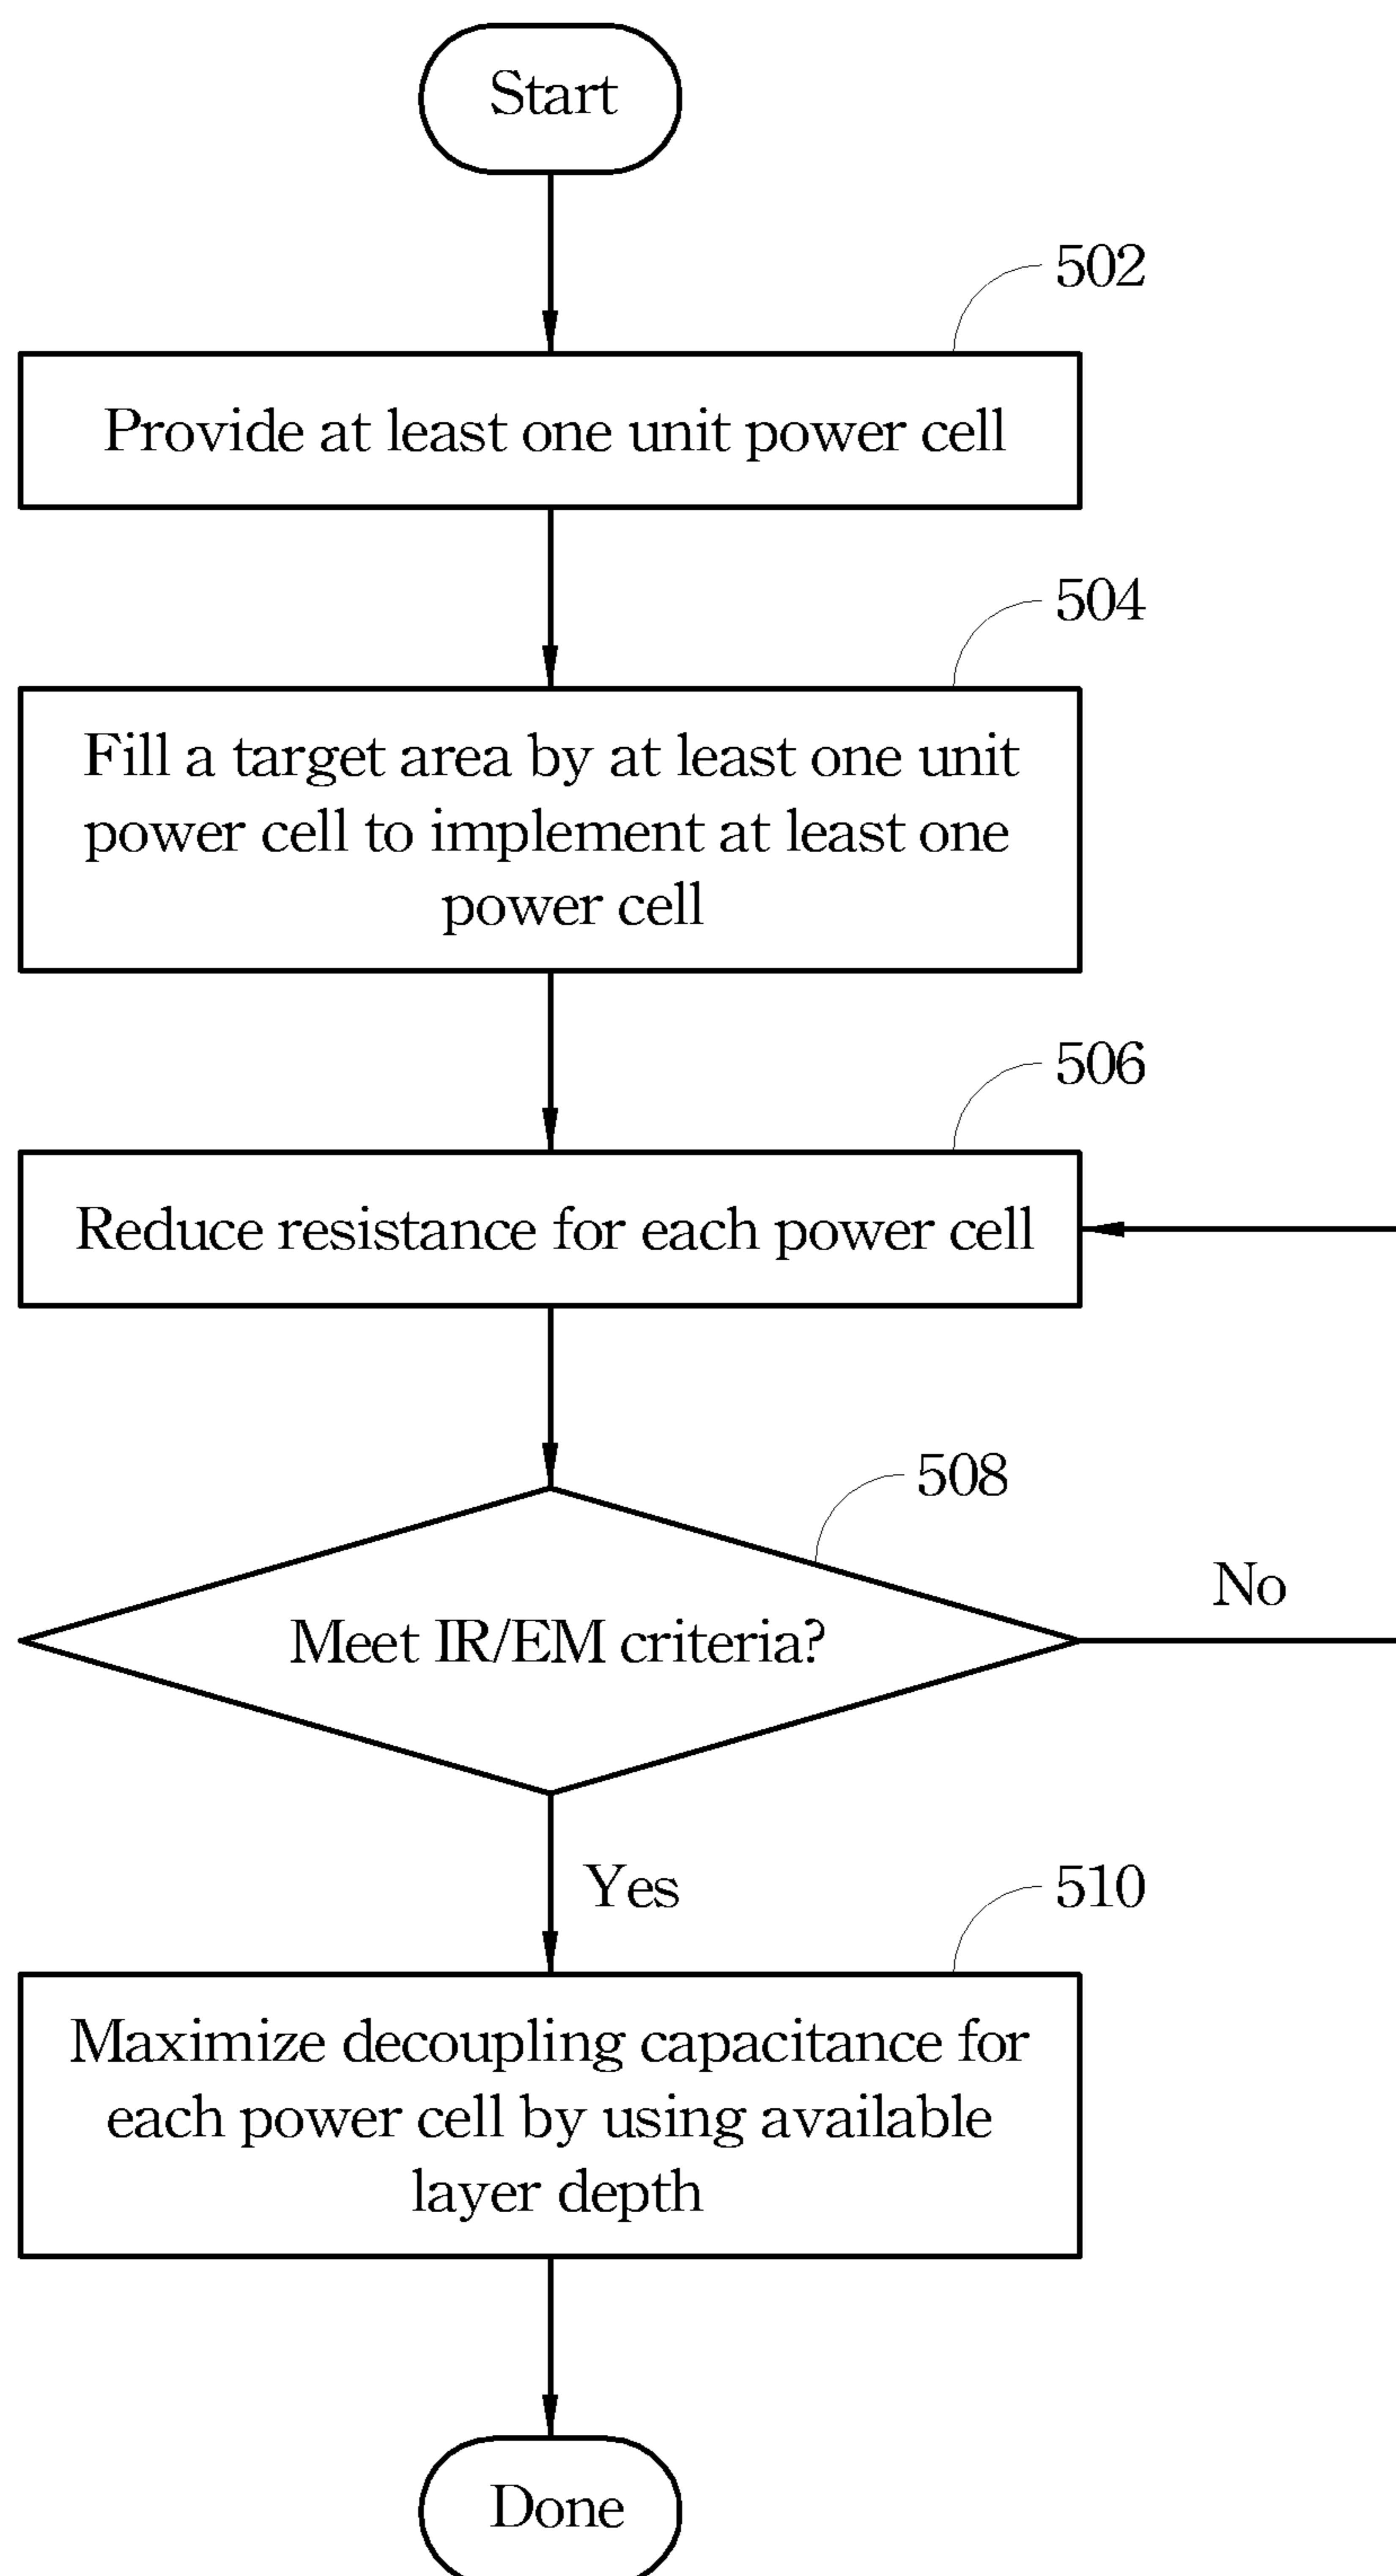 Start
502
Provide at least one unit power cell
504
Fill a target area by at least one unit
power cell to implement at least one
power cell
506
Reduce resistance for each power cell
508
Meet IR/EM criteria?
No
Yes
510
Maximize decoupling capacitance for
each power cell by using available
layer depth
Done